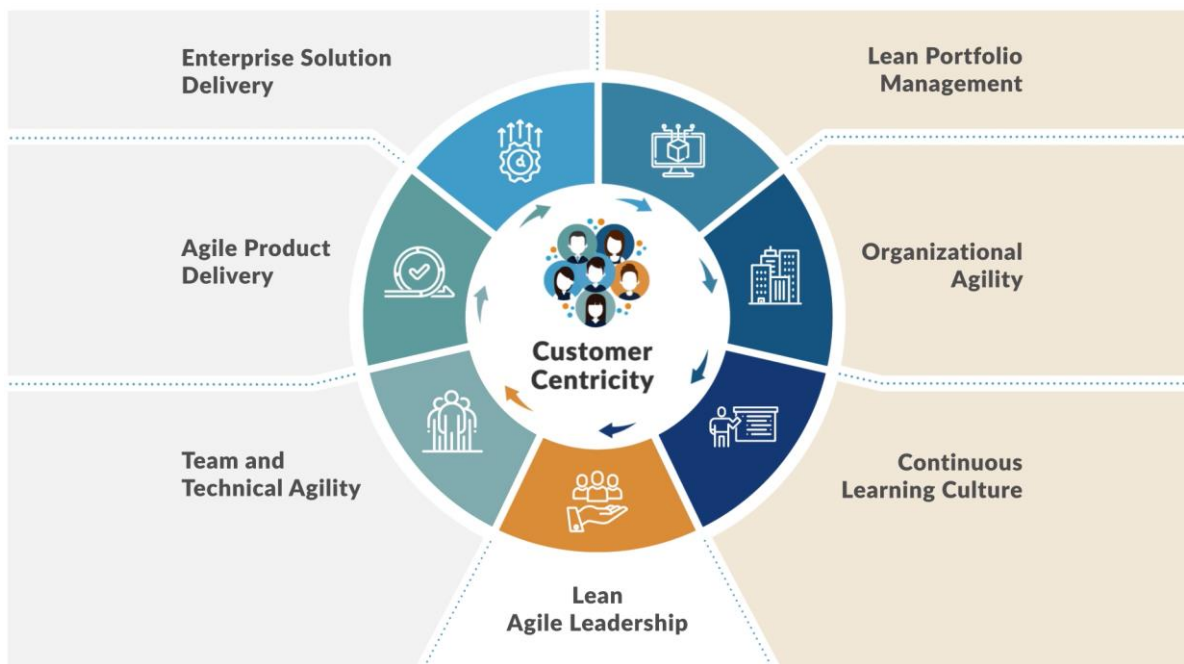 Enterprise Solution
Delivery
Lean Portfolio
Management
Agile Product
Delivery
Organizational
Agility
Customer
Centricity
Team and
Technical Agility
Continuous
Learning Culture
Lean
Agile Leadership